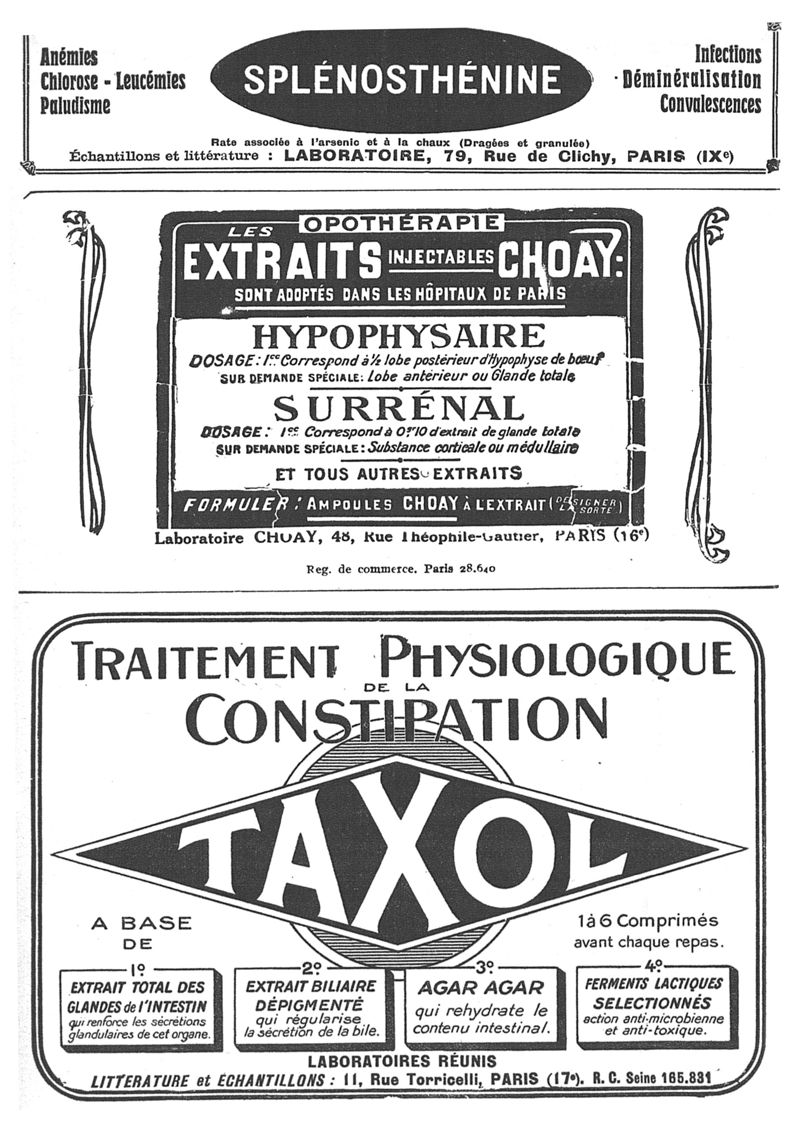 Anémies
Chlorose - Leucémies
Paludisme
SPLÉNOSTHÉNINE
Infections
Déminéralisation
Convalescences
Rate associée à l'arsenic et à la chaux (Dragées et granulée)
Échantillons et littérature : LABORATOIRE, 79, Rue de Clichy, PARIS (IXe)
OPOTHÉRAPIE
LES
EXTRAITS INJECTABLES CHOAY:
SONT ADOPTÉS DANS LES HÔPITAUX DE PARIS
HYPOPHYSAIRE
DOSAGE: 1cc Correspond à ½ lobe postérieur d'Hypophyse de bœuf
SUR DEMANDE SPÉCIALE: Lobe antérieur ou Glande totale
SURRÉNAL
DOSAGE: 1cc Correspond à 0gr10 d'extrait de glande totale
SUR DEMANDE SPÉCIALE: Substance corticale ou médullaire
ET TOUS AUTRES EXTRAITS
FORMULER: AMPOULES CHOAY À L'EXTRAIT (DÉSIGNER LA SORTE)
Laboratoire CHOAY, 48, Rue Théophile-Gautier, PARIS (16e)
Reg. de commerce. Paris 28.640
TRAITEMENT PHYSIOLOGIQUE
DE LA
CONSTIPATION
TAXOL
A BASE
DE
1 à 6 Comprimés
avant chaque repas.
1º
EXTRAIT TOTAL DES
GLANDES de l'INTESTIN
qui renforce les sécrétions
glandulaires de cet organe.
2º
EXTRAIT BILIAIRE
DÉPIGMENTÉ
qui régularise
la sécrétion de la bile.
3º
AGAR AGAR
qui rehydrate le
contenu intestinal.
4º
FERMENTS LACTIQUES
SELECTIONNÉS
action anti-microbienne
et anti-toxique.
LABORATOIRES RÉUNIS
LITTÉRATURE et ÉCHANTILLONS : 11, Rue Torricelli, PARIS (17e). R. C. Seine 165.831